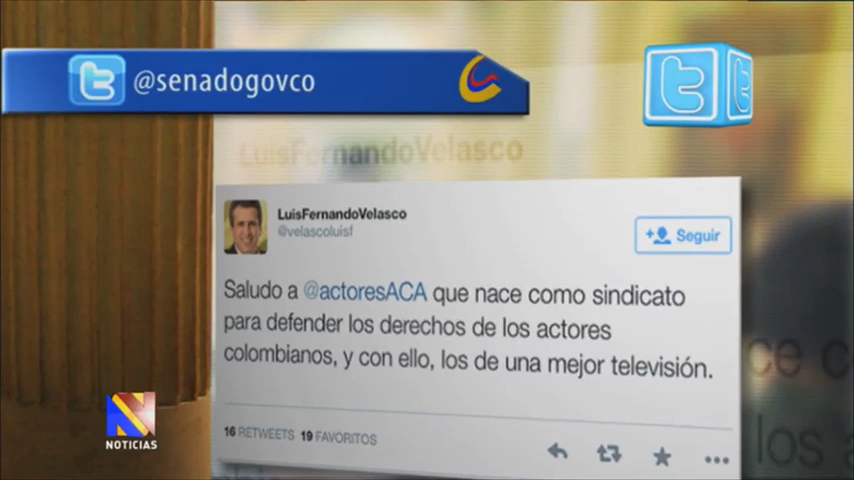 @senadogovco
LuisFernandoVelasco
LuisFernandoVelasco
@velascoluisf
Seguir
Saludo a @actoresACA que nace como sindicato
para defender los derechos de los actores
colombianos, y con ello, los de una mejor televisión.
16 RETWEETS 19 FAVORITOS
N
NOTICIAS